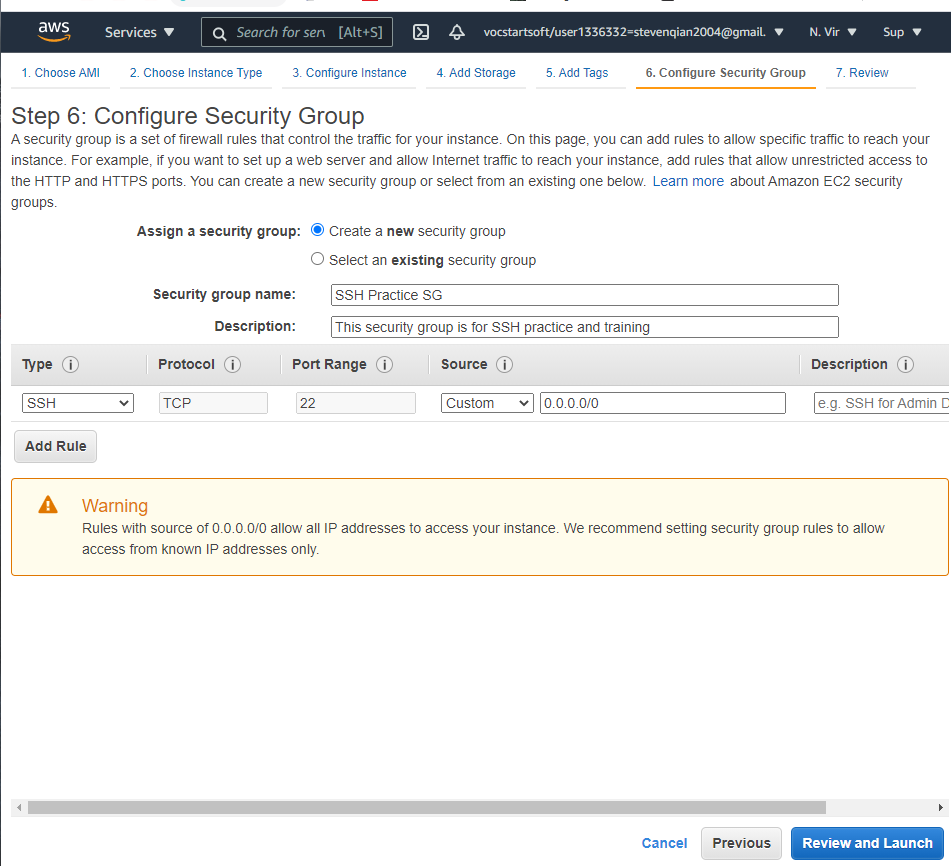 aws Services Search for ser [Alt+S] vocstartsoft/user1336332=stevenqian2004@gmail. N. Vir Sup
1. Choose AMI 2. Choose Instance Type 3. Configure Instance 4. Add Storage 5. Add Tags 6. Configure Security Group 7. Review
Step 6: Configure Security Group
A security group is a set of firewall rules that control the traffic for your instance. On this page, you can add rules to allow specific traffic to reach your
instance. For example, if you want to set up a web server and allow Internet traffic to reach your instance, add rules that allow unrestricted access to
the HTTP and HTTPS ports. You can create a new security group or select from an existing one below. Learn more about Amazon EC2 security
groups.
Assign a security group: Create a new security group
Select an existing security group
Security group name: SSH Practice SG
Description: This security group is for SSH practice and training
Type i Protocol i Port Range i Source i Description i
SSH TCP 22 Custom 0.0.0.0/0 e.g. SSH for Admin D
Add Rule
Warning
Rules with source of 0.0.0.0/0 allow all IP addresses to access your instance. We recommend setting security group rules to allow
access from known IP addresses only.
Cancel Previous Review and Launch